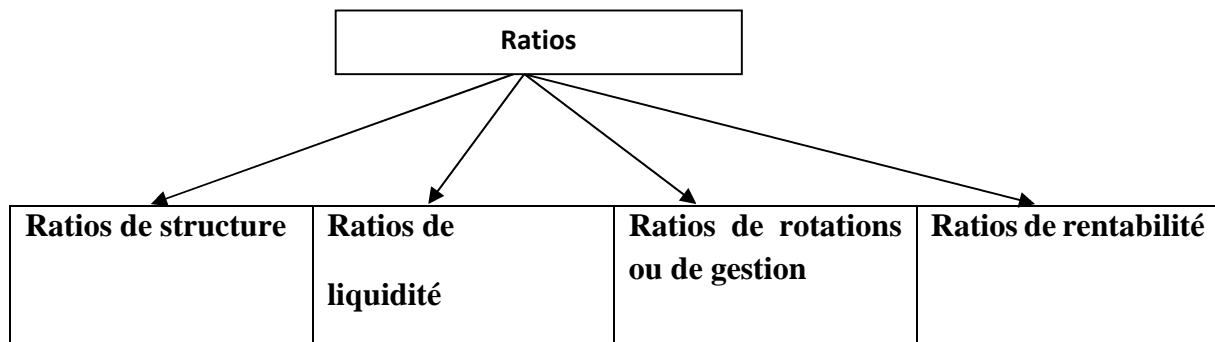 Ratios
Ratios de structure
Ratios de
liquidité
Ratios de rotations
ou de gestion
Ratios de rentabilité